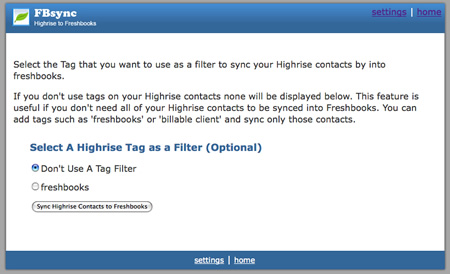 FBsync
Highrise to Freshbooks
settings | home
Select the Tag that you want to use as a filter to sync your Highrise contacts by into
freshbooks.
If you don't use tags on your Highrise contacts none will be displayed below. This feature is
useful if you don't need all of your Highrise contacts to be synced into Freshbooks. You can
add tags such as 'freshbooks' or 'billable client' and sync only those contacts.
Select A Highrise Tag as a Filter (Optional)
Don't Use A Tag Filter
freshbooks
Sync Highrise Contacts to Freshbooks
settings | home